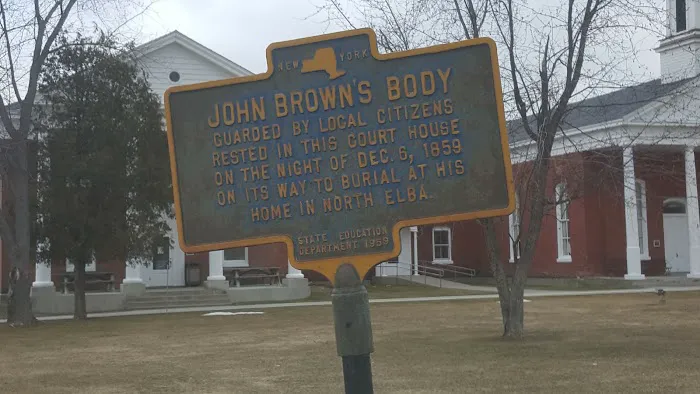 NEW YORK
JOHN BROWN'S BODY
GUARDED BY LOCAL CITIZENS
RESTED IN THIS COURT HOUSE
ON THE NIGHT OF DEC. 6, 1859
ON ITS WAY TO BURIAL AT HIS
HOME IN NORTH ELBA.
STATE EDUCATION
DEPARTMENT 1959